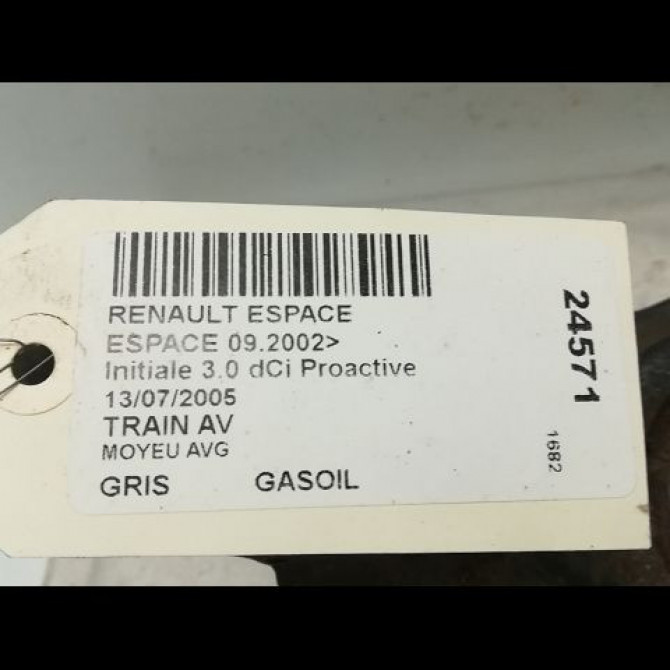 RENAULT ESPACE
ESPACE 09.2002>
Initiale 3.0 dCi Proactive
13/07/2005
TRAIN AV
MOYEU AVG
GRIS GASOIL
24571
1682